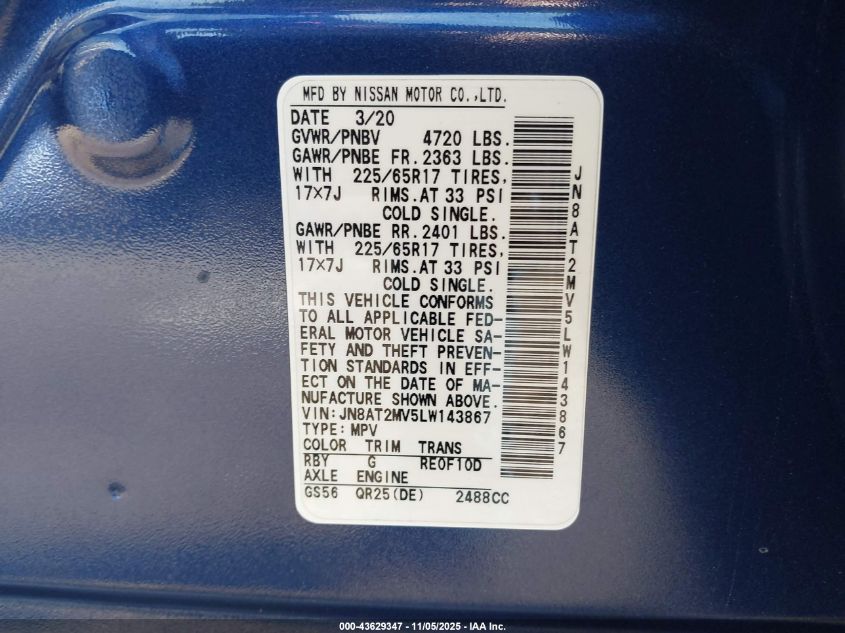 MFD BY NISSAN MOTOR CO.,LTD.
DATE 3/20
GVWR/PNBV 4720 LBS.
GAWR/PNBE FR. 2363 LBS.
WITH 225/65R17 TIRES,
17×7J RIMS.AT 33 PSI
COLD SINGLE.
GAWR/PNBE RR. 2401 LBS.
WITH 225/65R17 TIRES,
17×7J RIMS.AT 33 PSI
COLD SINGLE.
THIS VEHICLE CONFORMS
TO ALL APPLICABLE FED-
ERAL MOTOR VEHICLE SA-
FETY AND THEFT PREVEN-
TION STANDARDS IN EFF-
ECT ON THE DATE OF MA-
NUFACTURE SHOWN ABOVE.
VIN:JN8AT2MV5LW143867
TYPE: MPV
COLOR TRIM TRANS
RBY G RE0F10D
AXLE ENGINE
GS56 QR25(DE) 2488CC
JN8AT2MV5LW143867
000-43629347 - 11/05/2025 - IAA Inc.